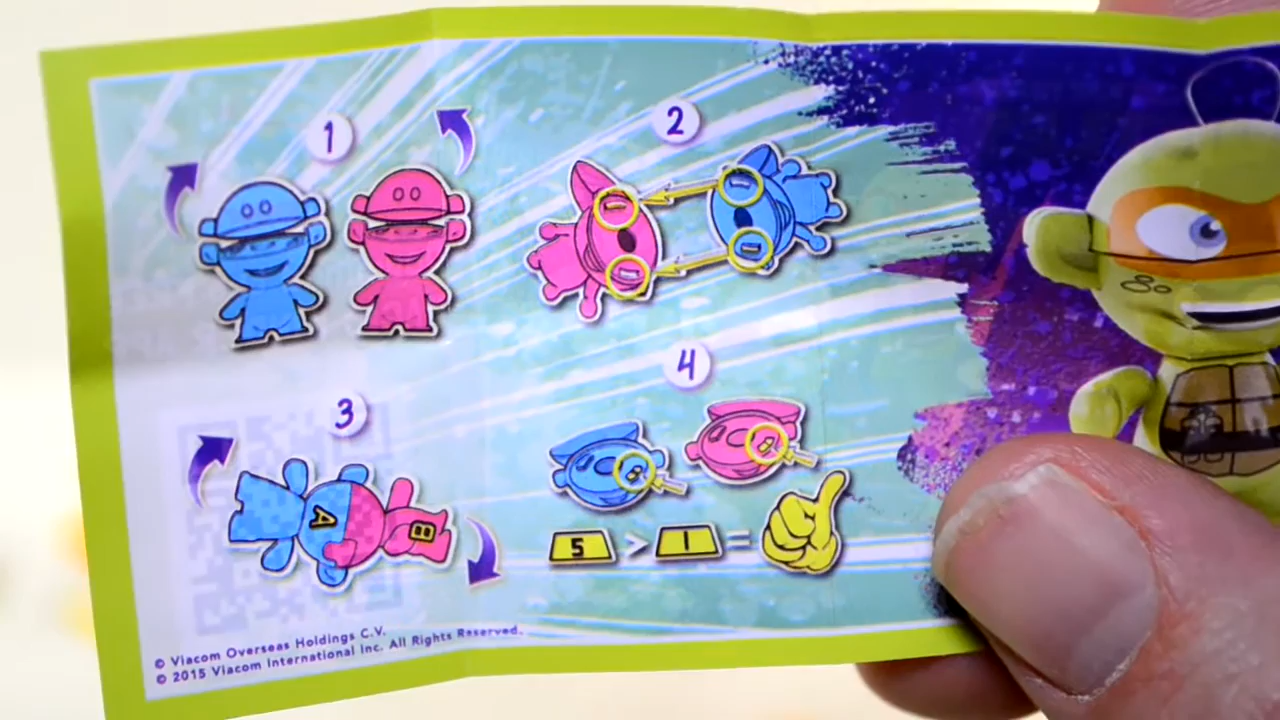 1
2
3
4
A
B
5 > 1 =
© Viacom Overseas Holdings C.V.
© 2015 Viacom International Inc. All Rights Reserved.